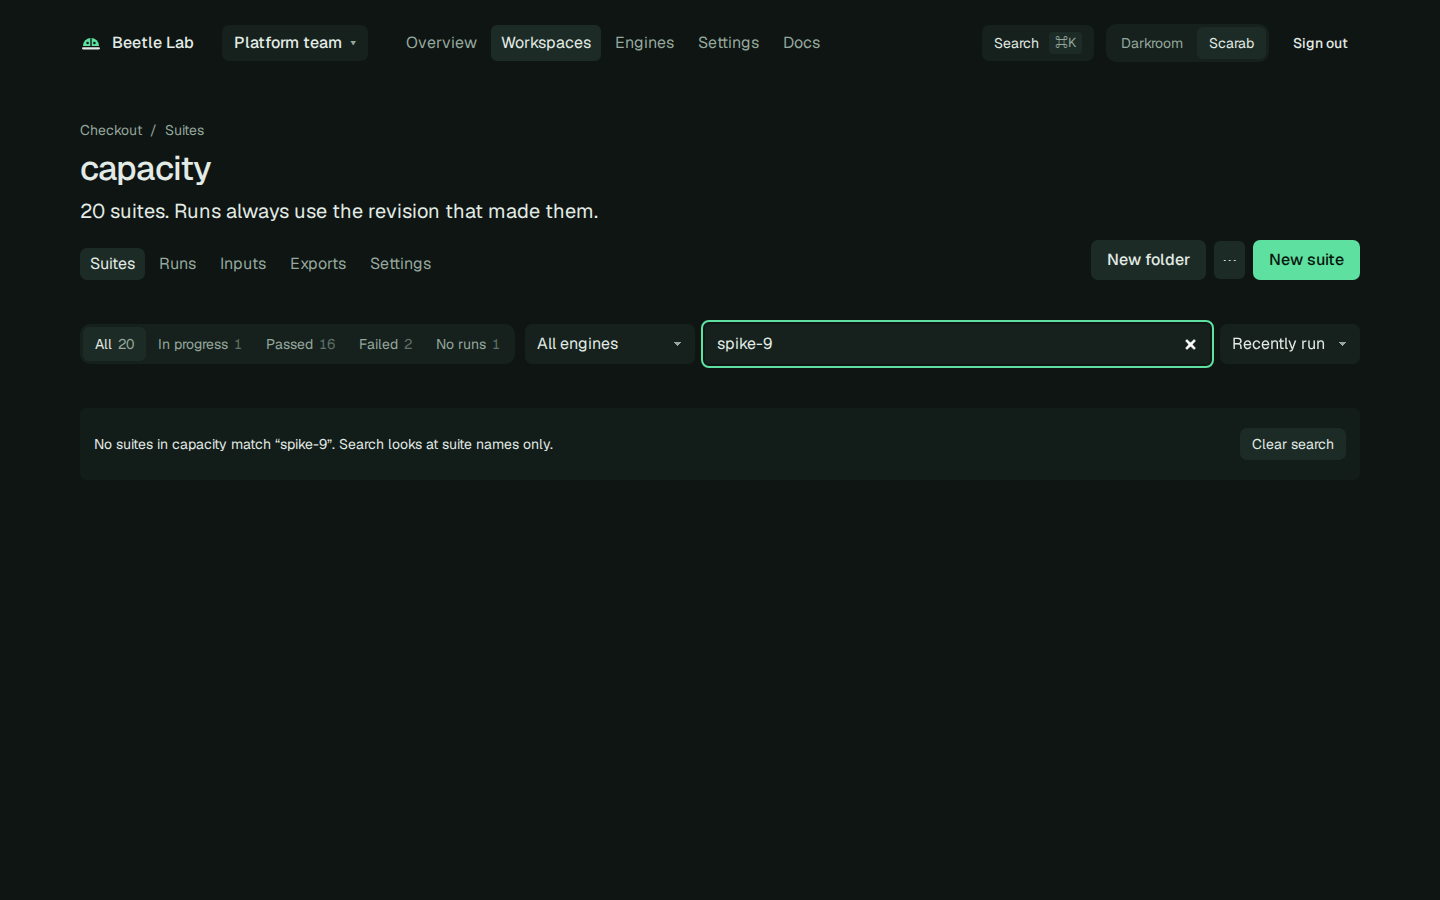 Beetle Lab Platform team Overview Workspaces Engines Settings Docs Search ⌘K Darkroom Scarab Sign out
Checkout / Suites
capacity
20 suites. Runs always use the revision that made them.
Suites Runs Inputs Exports Settings New folder ... New suite
All 20 In progress 1 Passed 16 Failed 2 No runs 1 All engines spike-9 Recently run
No suites in capacity match “spike-9”. Search looks at suite names only. Clear search